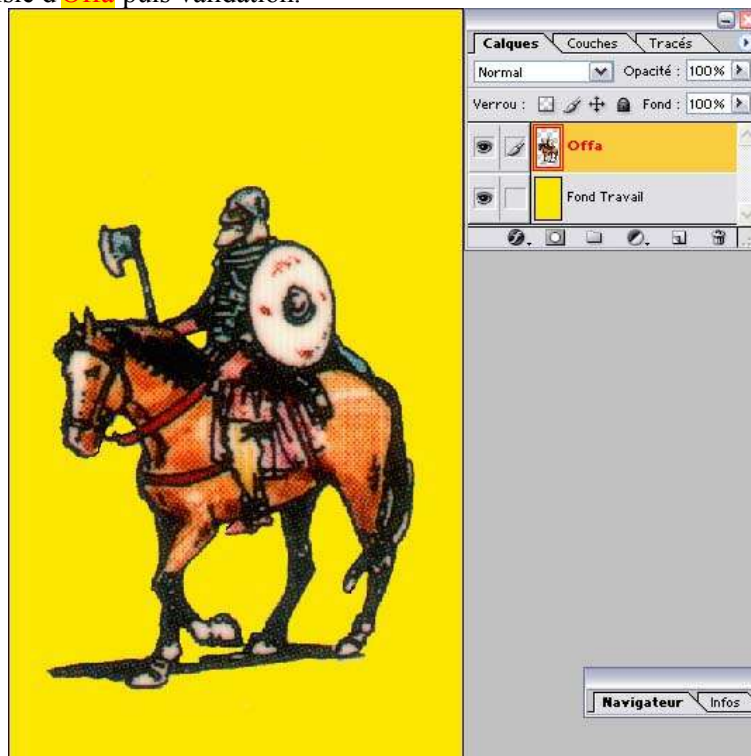 d'Offa puis validation.
Calques Couches Tracés
Normal Opacité : 100%
Verrou : Fond : 100%
Offa
Fond Travail
Navigateur Infos